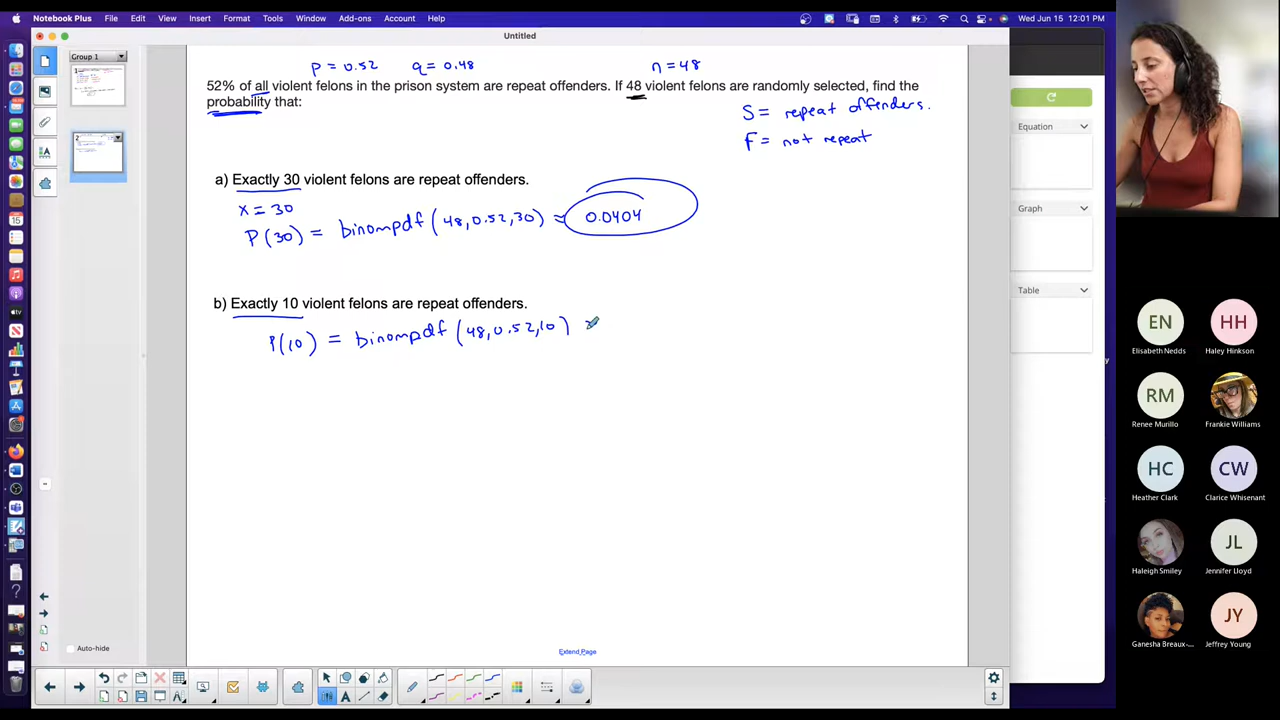 Notebook Plus File Edit View Insert Format Tools Window Add-ons Account Help
Wed Jun 15 12:01 PM
Untitled
Group 1
p = 0.52 q = 0.48 n = 48
52% of all violent felons in the prison system are repeat offenders. If 48 violent felons are randomly selected, find the
probability that:
S = repeat offenders.
F = not repeat
a) Exactly 30 violent felons are repeat offenders.
x = 30
P(30) = binompdf(48,0.52,30) ≈ 0.0404
b) Exactly 10 violent felons are repeat offenders.
P(10) = binompdf(48,0.52,10) ≈
Extend Page
Auto-hide
Equation
Graph
Table
EN
Elisabeth Nedds
HH
Haley Hinkson
RM
Renee Murillo
Frankie Williams
HC
Heather Clark
CW
Clarice Whisenant
Haleigh Smiley
JL
Jennifer Lloyd
Ganesha Breaux-...
JY
Jeffrey Young